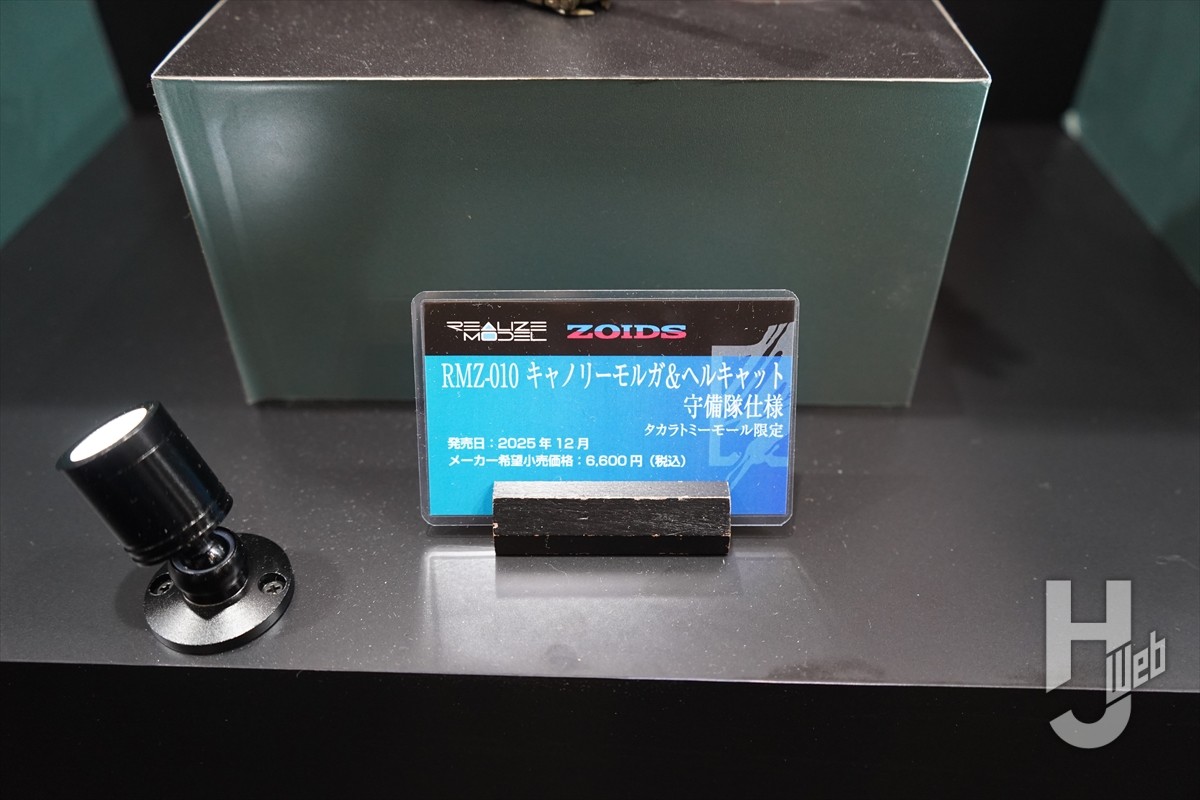 REALIZE MODEL ZOIDS
RMZ-010 キャノリーモルガ&ヘルキャット
守備隊仕様
タカラトミーモール限定
発売日：2025年12月
メーカー希望小売価格：6,600円（税込）
HJ Web